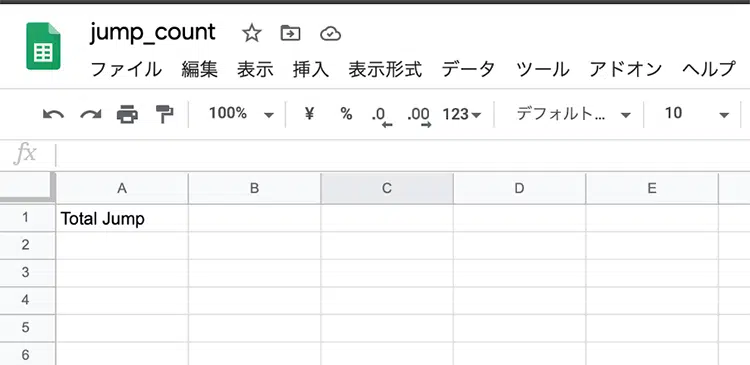 jump_count
ファイル 編集 表示 挿入 表示形式 データ ツール アドオン ヘルプ
100% ¥ % .0 .00 123 デフォルト... 10
fx
A B C D E
1 Total Jump
2
3
4
5
6